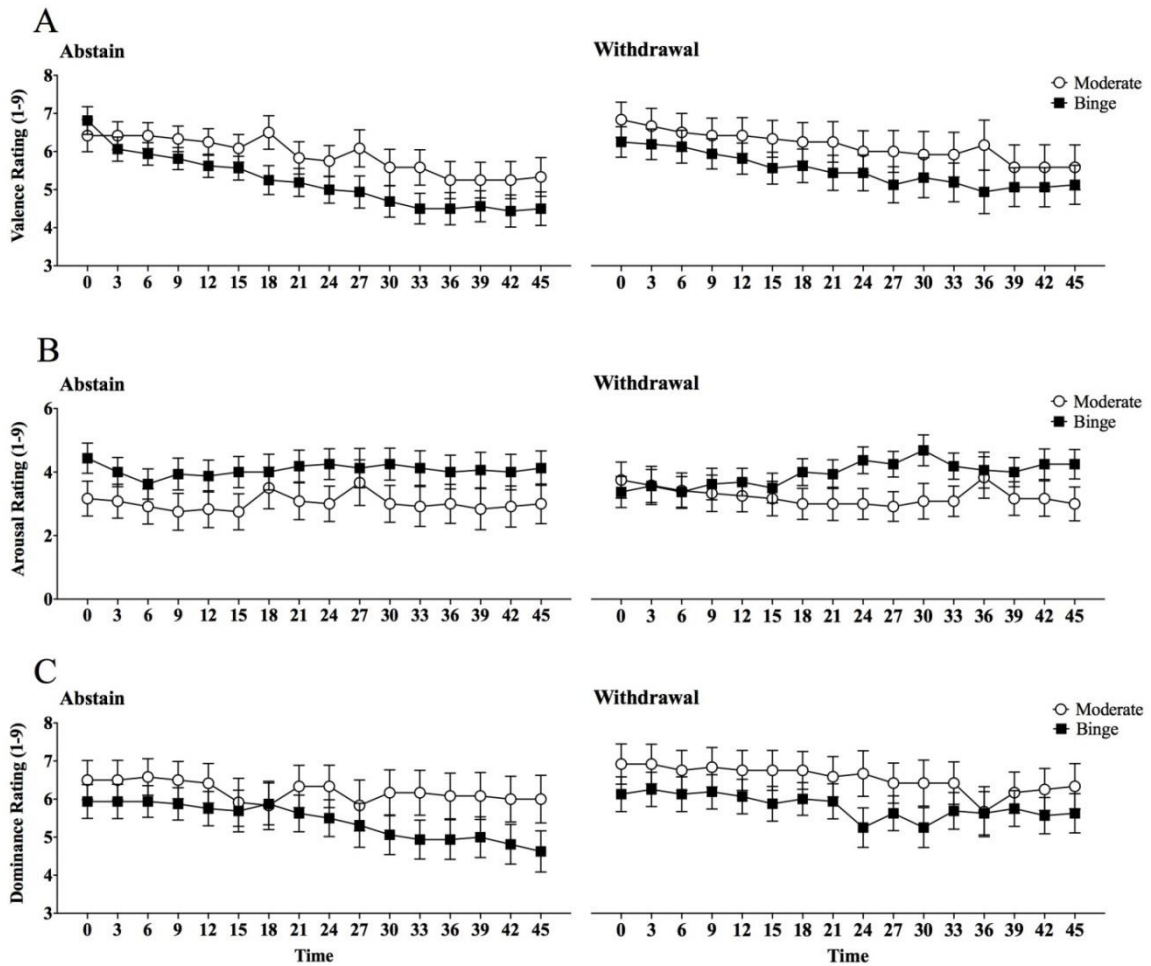 A
Abstain
Withdrawal
Moderate
Binge
Valence Rating (1-9)
8
7
6
5
4
3
0 3 6 9 12 15 18 21 24 27 30 33 36 39 42 45
0 3 6 9 12 15 18 21 24 27 30 33 36 39 42 45
B
Abstain
Withdrawal
Moderate
Binge
Arousal Rating (1-9)
6
4
2
0
0 3 6 9 12 15 18 21 24 27 30 33 36 39 42 45
0 3 6 9 12 15 18 21 24 27 30 33 36 39 42 45
C
Abstain
Withdrawal
Moderate
Binge
Dominance Rating (1-9)
8
7
6
5
4
3
0 3 6 9 12 15 18 21 24 27 30 33 36 39 42 45
0 3 6 9 12 15 18 21 24 27 30 33 36 39 42 45
Time
Time